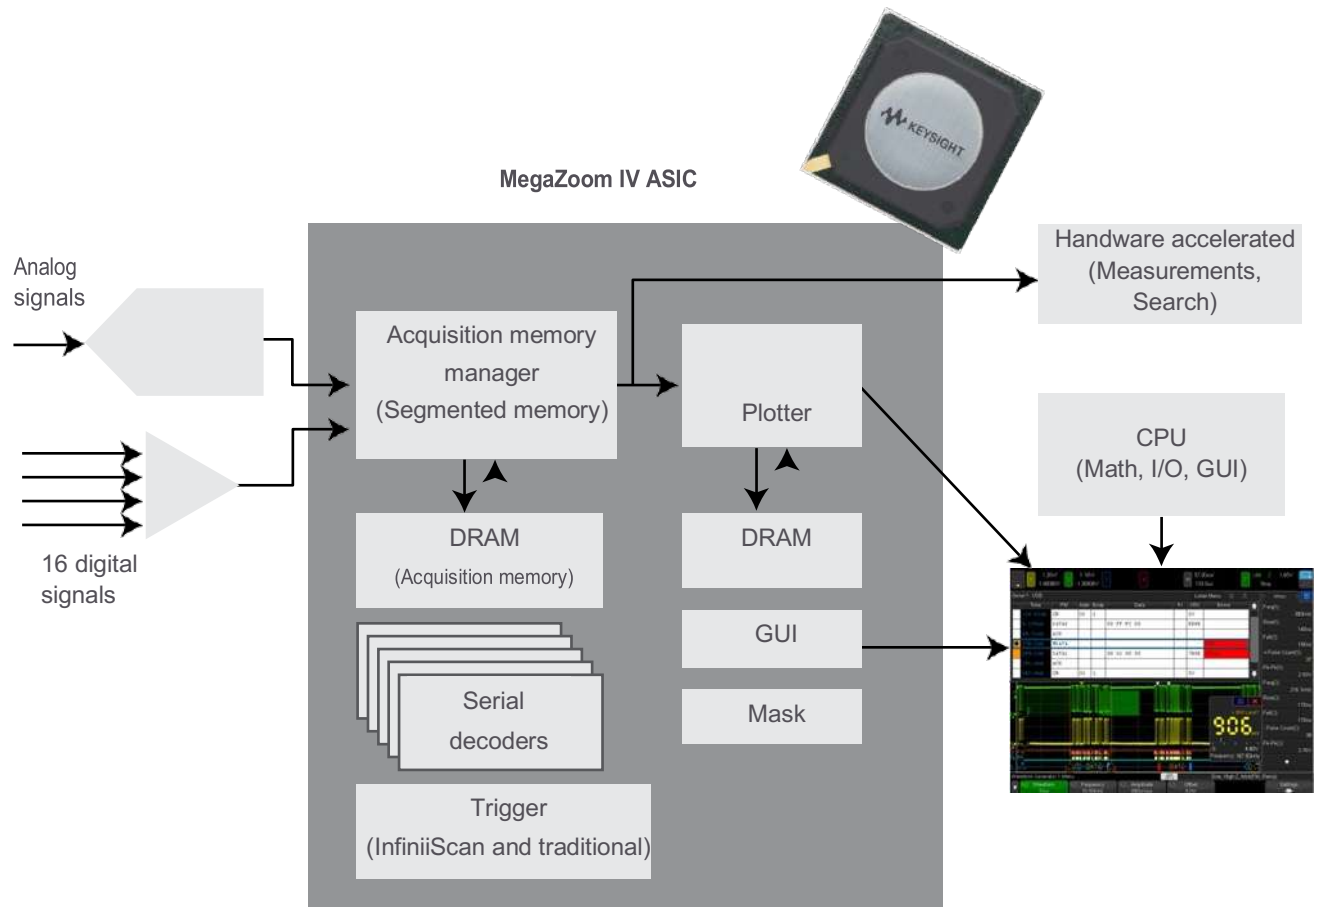 KEYSIGHT
MegaZoom IV ASIC
Analog
signals
16 digital
signals
Acquisition memory
manager
(Segmented memory)
DRAM
(Acquisition memory)
Serial
decoders
Trigger
(InfiniiScan and traditional)
Plotter
DRAM
GUI
Mask
Hardware accelerated
(Measurements,
Search)
CPU
(Math, I/O, GUI)
906